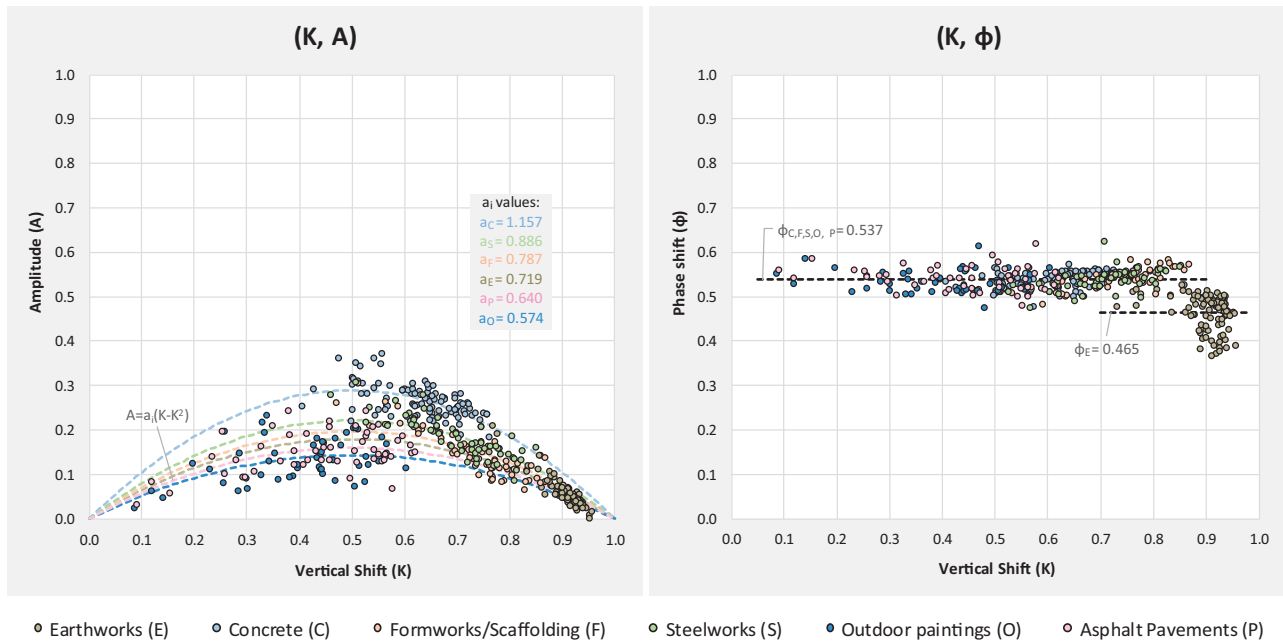 (K, A)
1.0
0.9
0.8
0.7
0.6
0.5
0.4
0.3
0.2
0.1
0.0
Amplitude (A)
aᵢ values:
a_C = 1.157
a_S = 0.886
a_F = 0.787
a_E = 0.719
a_P = 0.640
a_O = 0.574
A=aᵢ(K-K²)
0.0 0.1 0.2 0.3 0.4 0.5 0.6 0.7 0.8 0.9 1.0
Vertical Shift (K)
(K, ϕ)
1.0
0.9
0.8
0.7
0.6
0.5
0.4
0.3
0.2
0.1
0.0
Phase shift (ϕ)
ϕ_C,F,S,O, P = 0.537
ϕ_E = 0.465
0.0 0.1 0.2 0.3 0.4 0.5 0.6 0.7 0.8 0.9 1.0
Vertical Shift (K)
Earthworks (E) Concrete (C) Formworks/Scaffolding (F) Steelworks (S) Outdoor paintings (O) Asphalt Pavements (P)